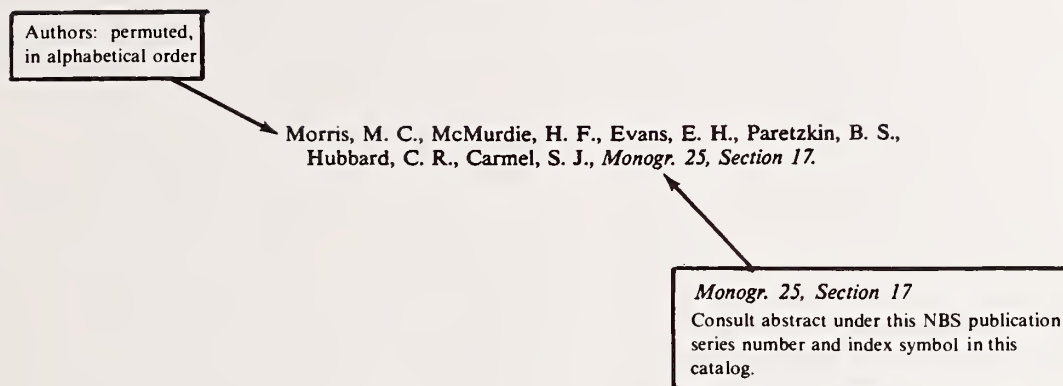 Authors: permuted,
in alphabetical order
Morris, M. C., McMurdie, H. F., Evans, E. H., Paretzkin, B. S.,
Hubbard, C. R., Carmel, S. J., Monogr. 25, Section 17.
Monogr. 25, Section 17
Consult abstract under this NBS publication
series number and index symbol in this
catalog.